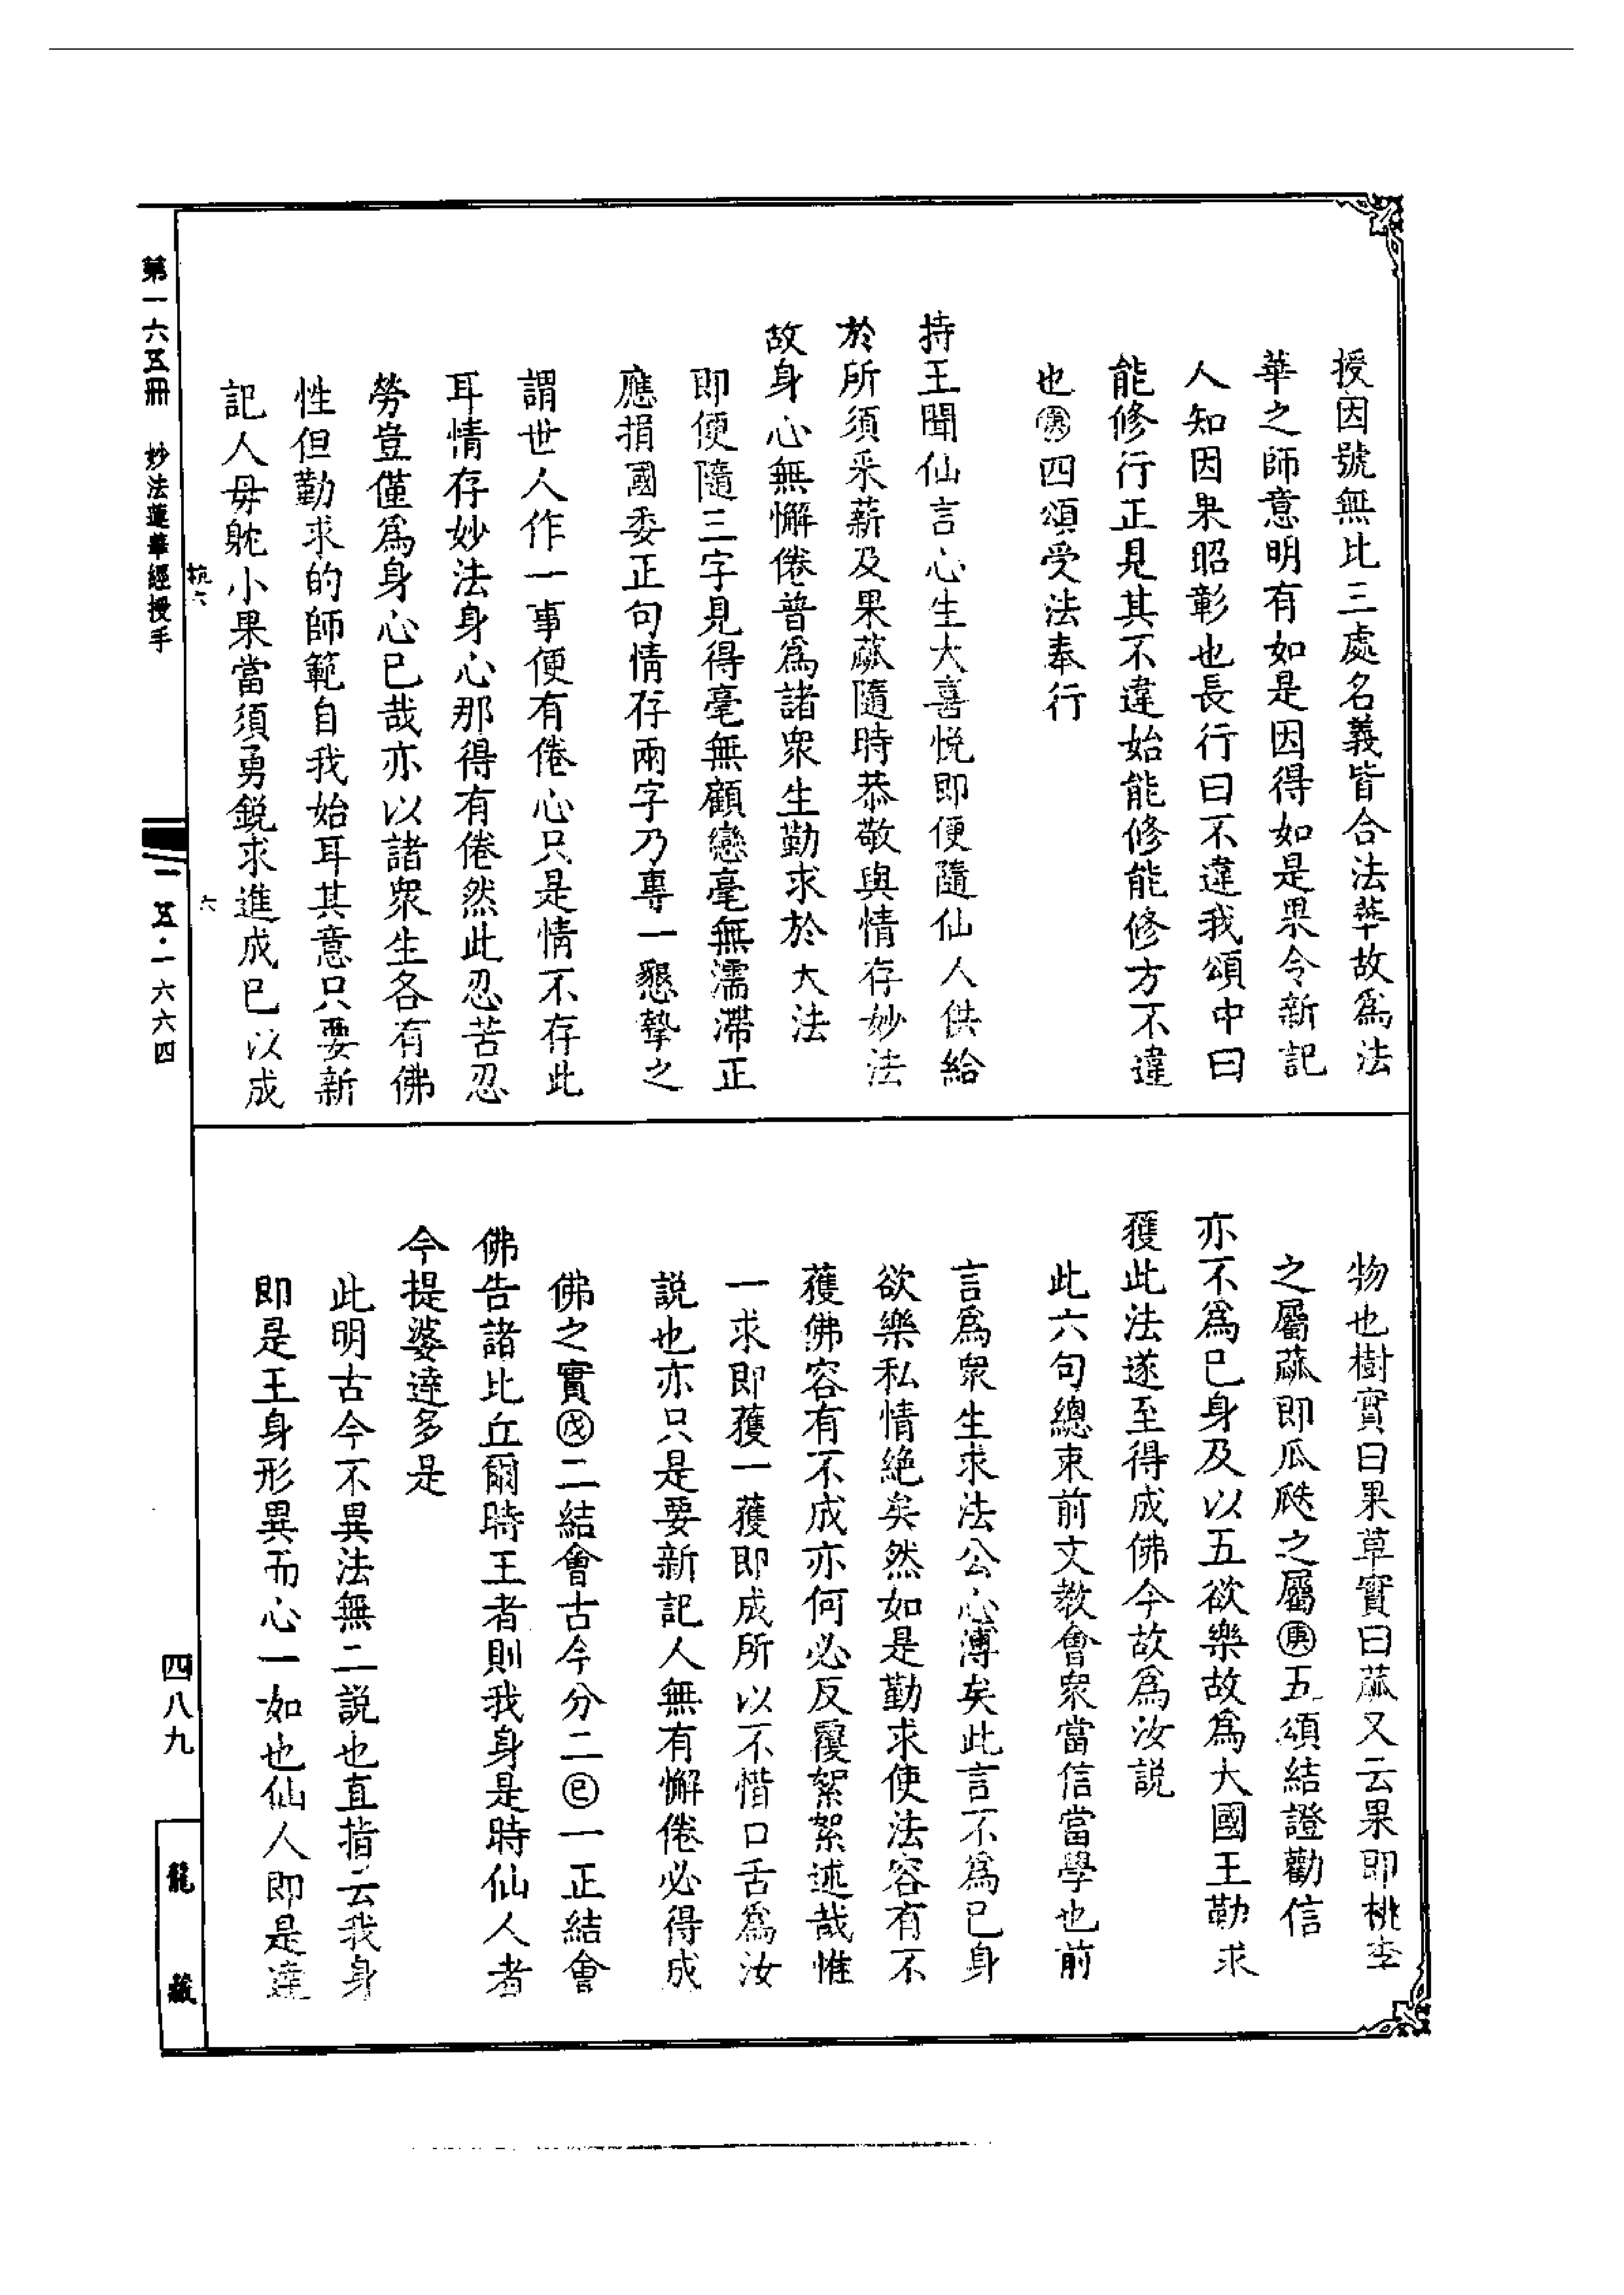 授因號無比三處名義皆合法華故爲法
華之師意明有如是因得如是果令新記
人知因果昭彰也長行曰不違我頌中曰
能修行正見其不違始能修能修方不違
也㊮四頌受法奉行
持王聞仙言心生大喜悅即便隨仙人供給
於所須采薪及果蓏隨時恭敬與情存妙法
故身心無懈倦普爲諸衆生勤求於大法
即便隨三字見得毫無顧戀毫無濡滯正
應捐國委正句情存兩字乃專一懇摯之
謂世人作一事便有倦心只是情不存此
耳情存妙法身心那得有倦然此忍苦忍
勞豈僅爲身心已哉亦以諸衆生各有佛
性但勤求的師範自我始耳其意只要新
記人毋躭小果當須勇銳求進成已以成
物也樹實曰果草實曰蓏又云果即桃李
之屬蓏即瓜瓞之屬庚五頌結證勸信
亦不爲已身及以五欲樂故爲大國王勤求
獲此法遂至得成佛今故爲汝説
此六句總束前文教會衆當信當學也前
言爲衆生求法公心溥矣此言不爲已身
欲樂私情絕矣然如是勤求使法容有不
獲佛容有不成亦何必反覆絮絮述哉惟
一求即獲一獲即成所以不惜口舌爲汝
説也亦只是要新記人無有懈倦必得成
佛之實戊二結會古今分二已一正結會
佛告諸比丘爾時王者則我身是時仙人者
今提婆達多是
此明古今不異法無二説也直指云我身
即是王身形異而心一如也仙人即是達
第一六五冊　妙法蓮華經授手
杭六
六
一五·一六六四
四八九
龍藏